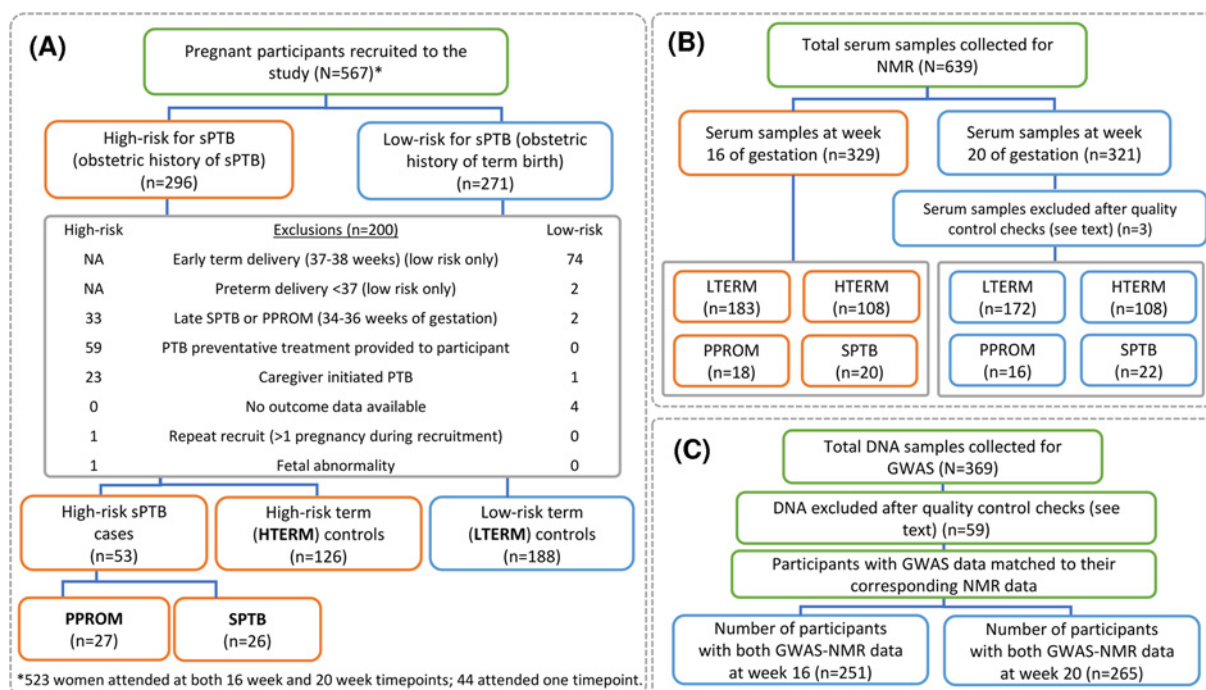 (A)
Pregnant participants recruited to the
study (N=567)*
High-risk for sPTB
(obstetric history of sPTB)
(n=296)
Low-risk for sPTB (obstetric
history of term birth)
(n=271)
High-risk Exclusions (n=200) Low-risk
NA Early term delivery (37-38 weeks) (low risk only) 74
NA Preterm delivery <37 (low risk only) 2
33 Late SPTB or PPROM (34-36 weeks of gestation) 2
59 PTB preventative treatment provided to participant 0
23 Caregiver initiated PTB 1
0 No outcome data available 4
1 Repeat recruit (>1 pregnancy during recruitment) 0
1 Fetal abnormality 0
High-risk sPTB
cases
(n=53)
High-risk term
(HTERM) controls
(n=126)
Low-risk term
(LTERM) controls
(n=188)
PPROM
(n=27)
SPTB
(n=26)
*523 women attended at both 16 week and 20 week timepoints; 44 attended one timepoint.
(B)
Total serum samples collected for
NMR (N=639)
Serum samples at week
16 of gestation (n=329)
Serum samples at week
20 of gestation (n=321)
Serum samples excluded after quality
control checks (see text) (n=3)
LTERM
(n=183)
HTERM
(n=108)
PPROM
(n=18)
SPTB
(n=20)
LTERM
(n=172)
HTERM
(n=108)
PPROM
(n=16)
SPTB
(n=22)
(C)
Total DNA samples collected for
GWAS (N=369)
DNA excluded after quality control checks (see
text) (n=59)
Participants with GWAS data matched to their
corresponding NMR data
Number of participants
with both GWAS-NMR data
at week 16 (n=251)
Number of participants
with both GWAS-NMR data
at week 20 (n=265)